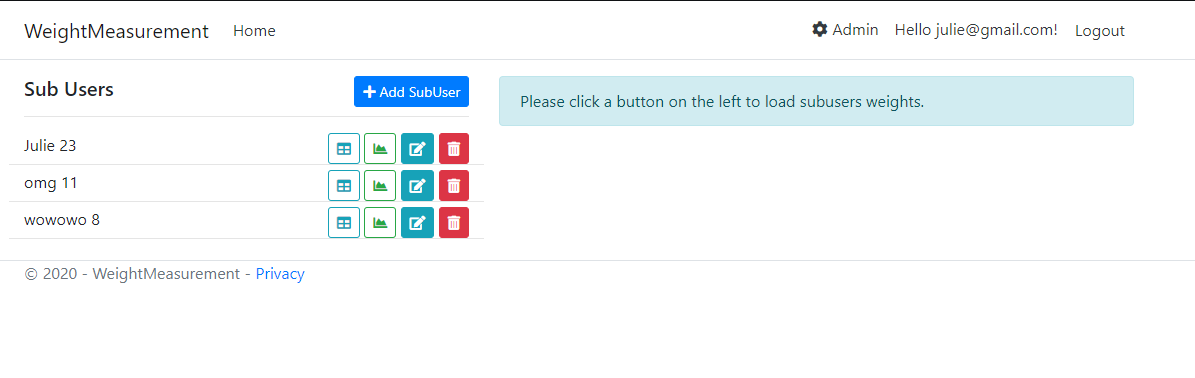 WeightMeasurement Home Admin Hello julie@gmail.com! Logout
Sub Users Add SubUser
Please click a button on the left to load subusers weights.
Julie 23
omg 11
wowowo 8
© 2020 - WeightMeasurement - Privacy